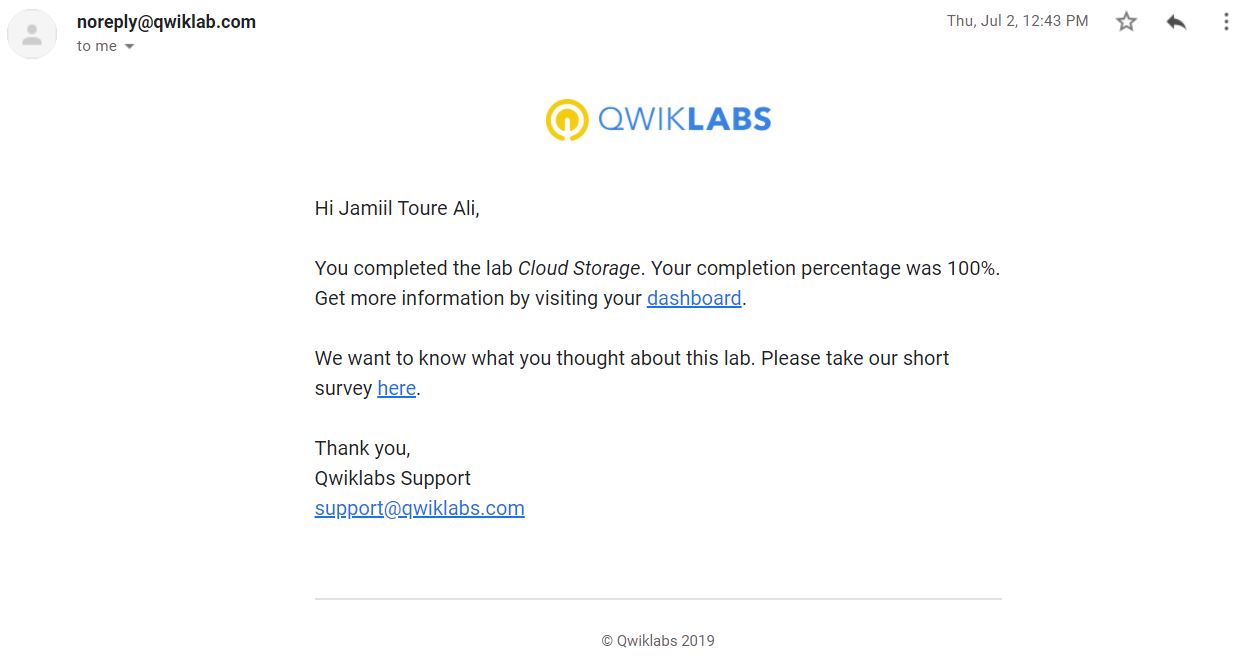 noreply@qwiklab.com
Thu, Jul 2, 12:43 PM
to me
QWIKLABS
Hi Jamiil Toure Ali,
You completed the lab Cloud Storage. Your completion percentage was 100%.
Get more information by visiting your dashboard.
We want to know what you thought about this lab. Please take our short
survey here.
Thank you,
Qwiklabs Support
support@qwiklabs.com
© Qwiklabs 2019